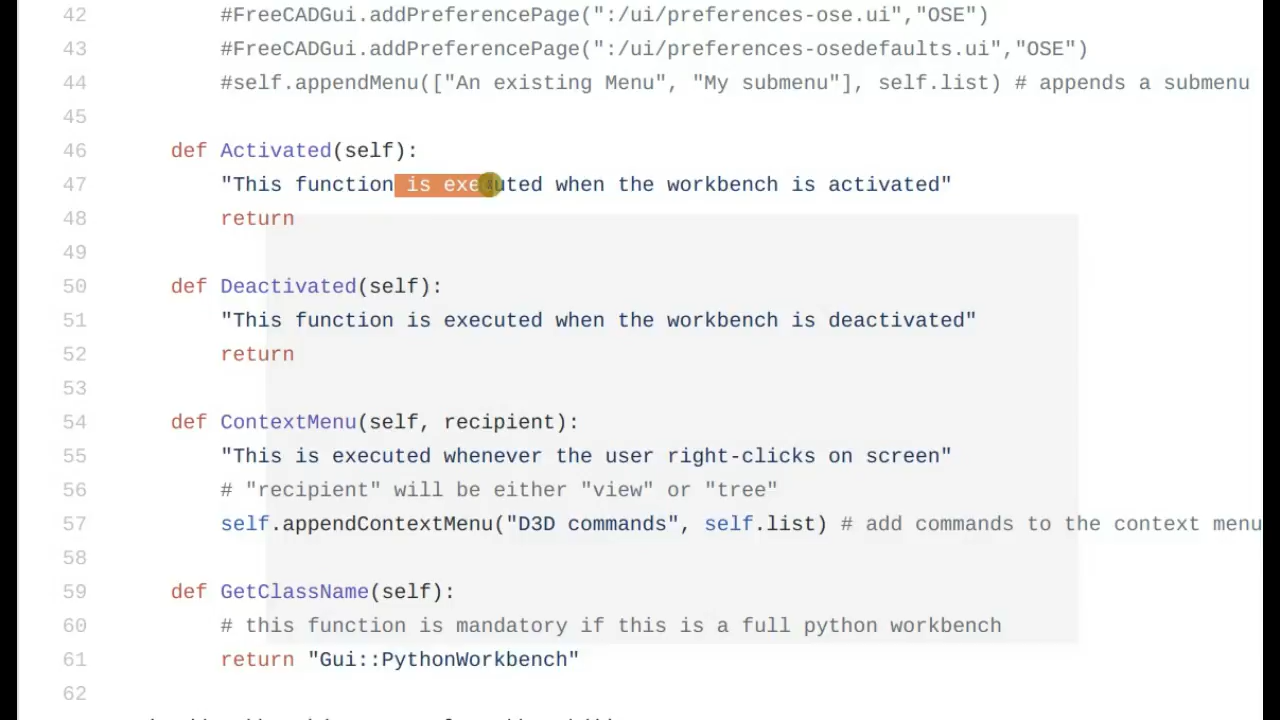 42 #FreeCADGui.addPreferencePage(":/ui/preferences-ose.ui","OSE")
43 #FreeCADGui.addPreferencePage(":/ui/preferences-osedefaults.ui","OSE")
44 #self.appendMenu(["An existing Menu", "My submenu"], self.list) # appends a submenu
45
46 def Activated(self):
47 "This function is executed when the workbench is activated"
48 return
49
50 def Deactivated(self):
51 "This function is executed when the workbench is deactivated"
52 return
53
54 def ContextMenu(self, recipient):
55 "This is executed whenever the user right-clicks on screen"
56 # "recipient" will be either "view" or "tree"
57 self.appendContextMenu("D3D commands", self.list) # add commands to the context menu
58
59 def GetClassName(self):
60 # this function is mandatory if this is a full python workbench
61 return "Gui::PythonWorkbench"
62